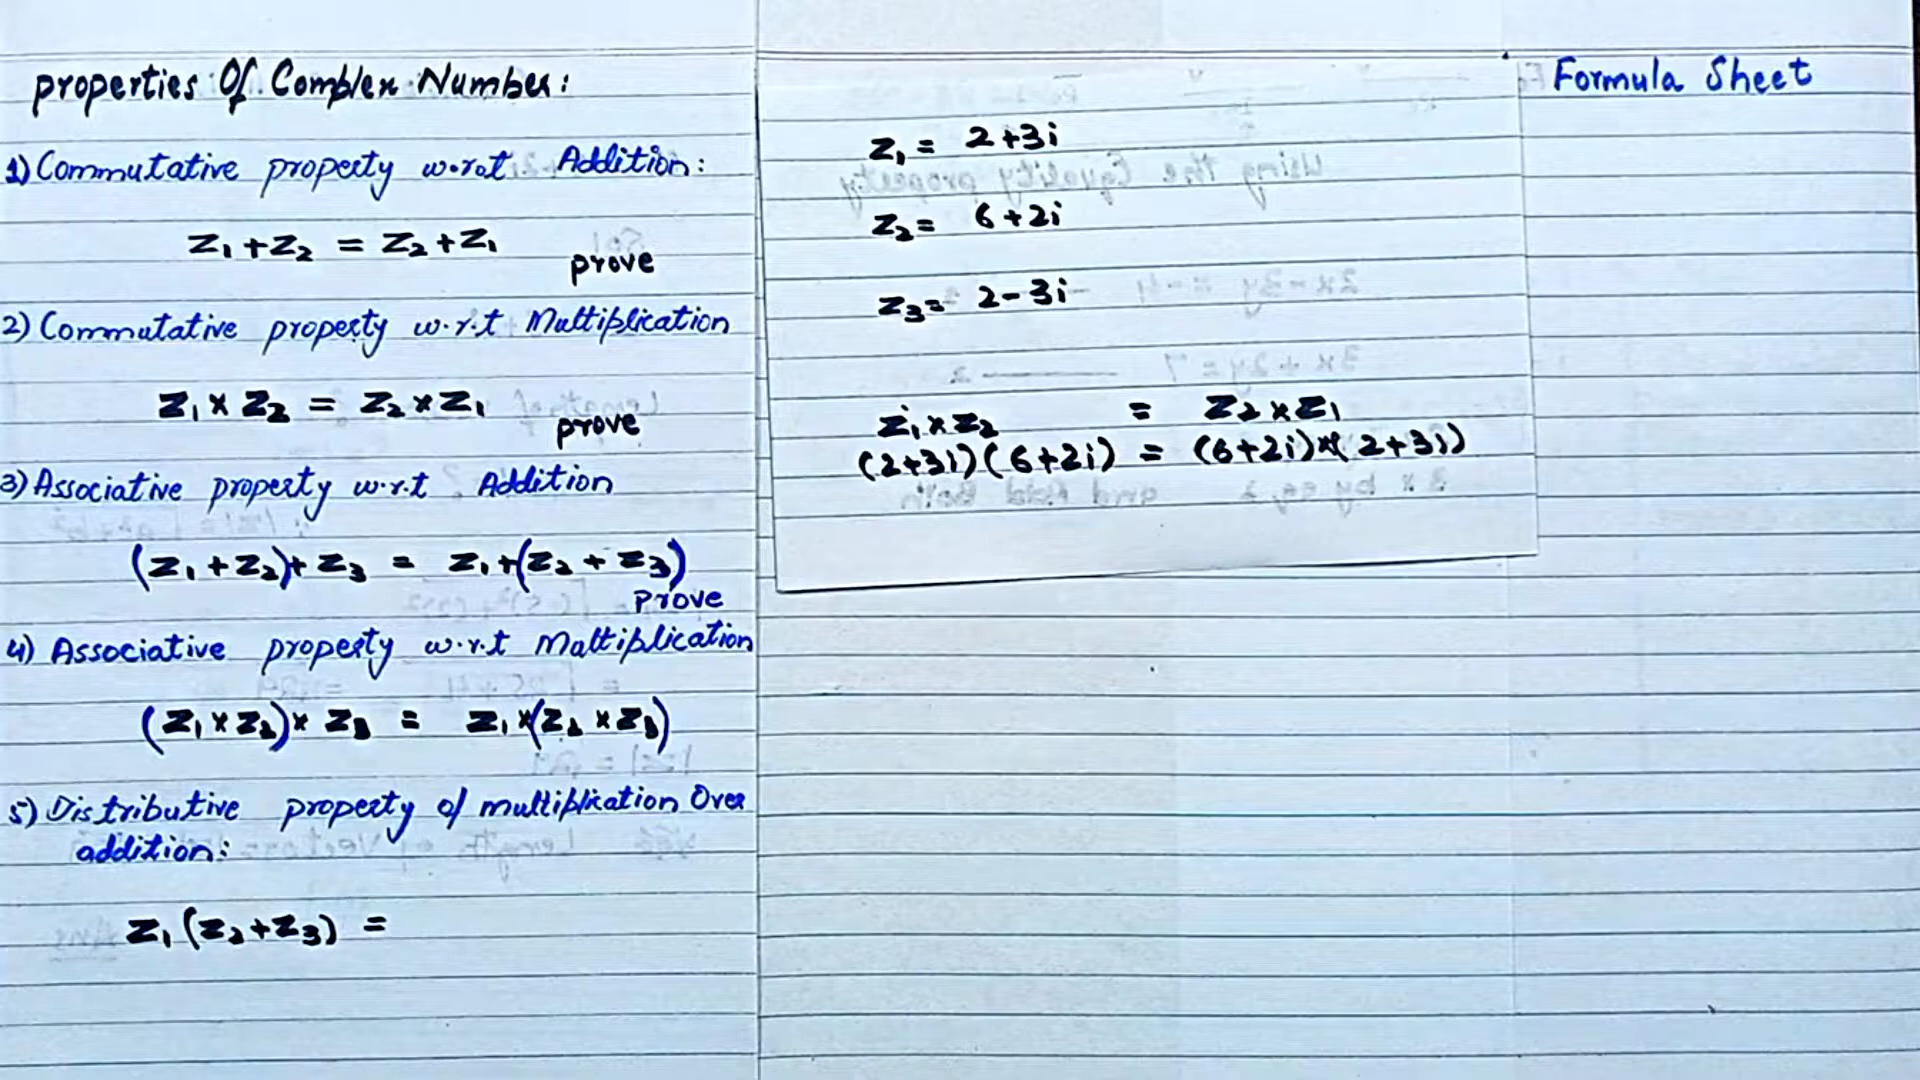 properties Of Complex Number:
1) Commutative property w.r.t Addition:
z₁ + z₂ = z₂ + z₁
prove
2) Commutative property w.r.t Multiplication
z₁ × z₂ = z₂ × z₁
prove
3) Associative property w.r.t Addition
(z₁ + z₂) + z₃ = z₁ + (z₂ + z₃)
prove
4) Associative property w.r.t Maltiplication
(z₁ × z₂) × z₃ = z₁ × (z₂ × z₃)
5) Distributive property of multiplication Over
addition:
z₁ (z₂ + z₃) =
z₁ = 2 + 3i
z₂ = 6 + 2i
z₃ = 2 - 3i
z₁ × z₂ = z₂ × z₁
(2+3i)(6+2i) = (6+2i)×(2+3i)
Formula Sheet